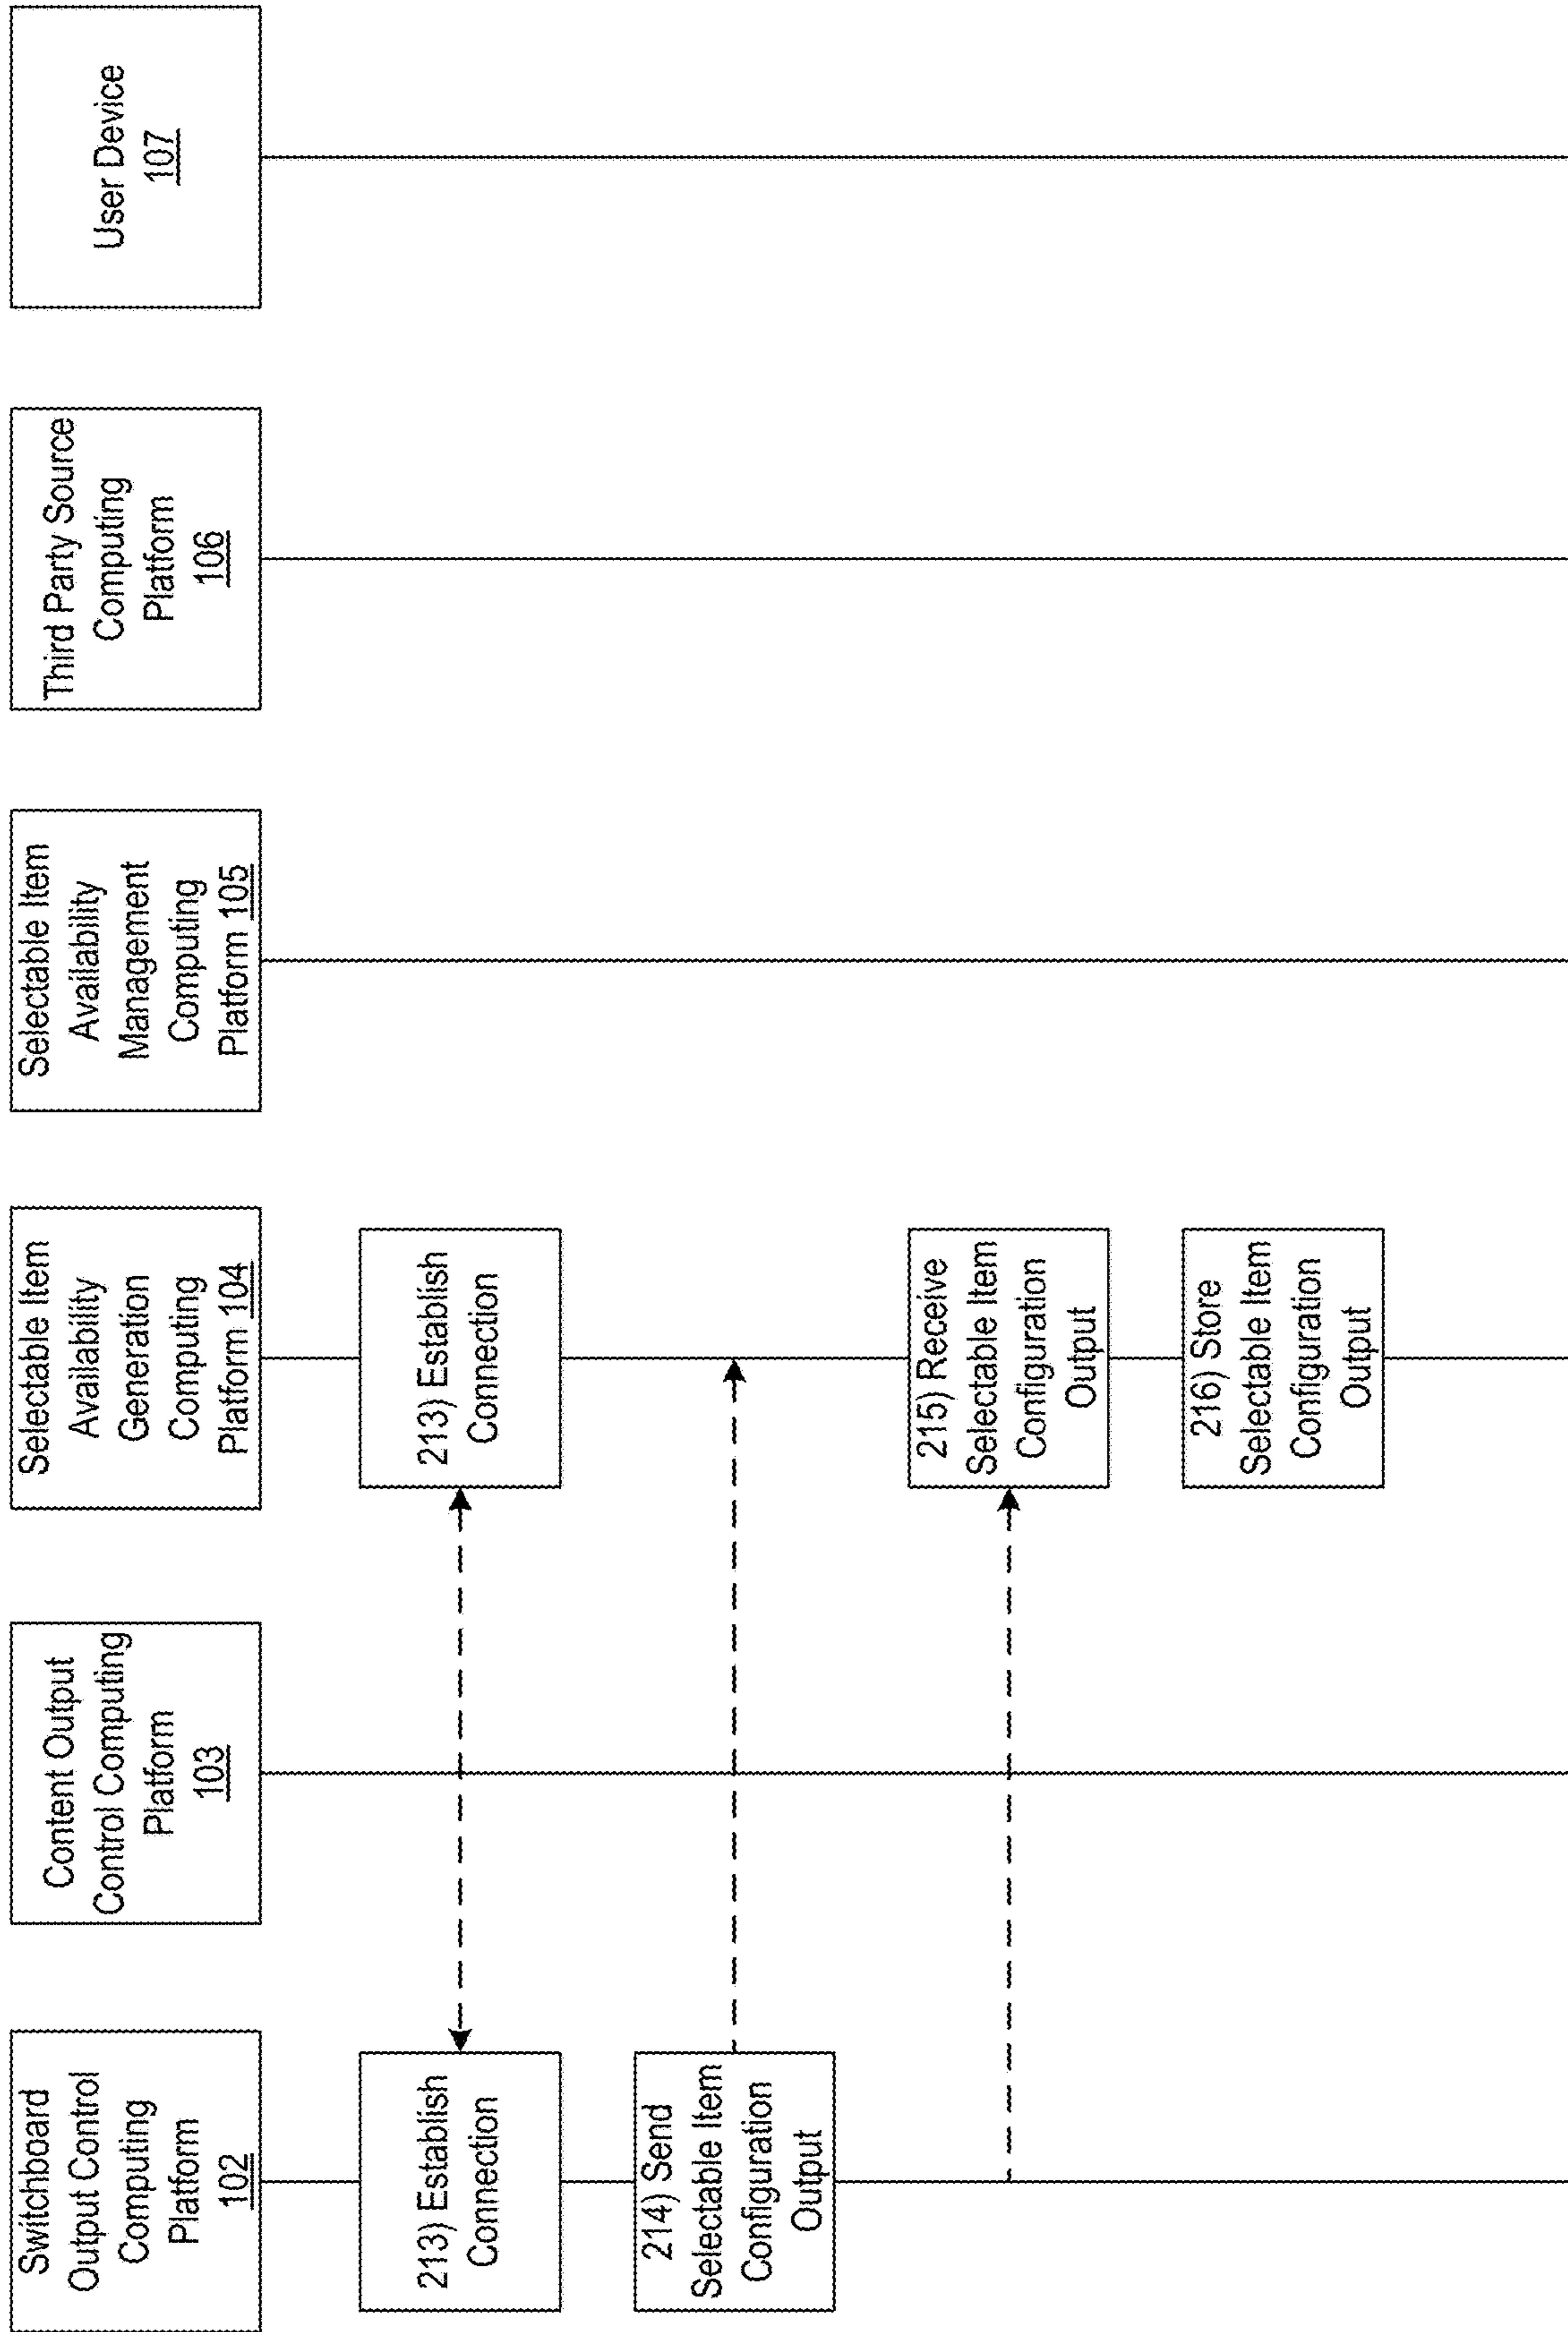 Switchboard
Output Control
Computing
Platform
102
Content Output
Control Computing
Platform
103
Selectable Item
Availability
Generation
Computing
Platform 104
Selectable Item
Availability
Management
Computing
Platform 105
Third Party Source
Computing
Platform
106
User Device
107
213) Establish
Connection
213) Establish
Connection
214) Send
Selectable Item
Configuration
Output
215) Receive
Selectable Item
Configuration
Output
216) Store
Selectable Item
Configuration
Output